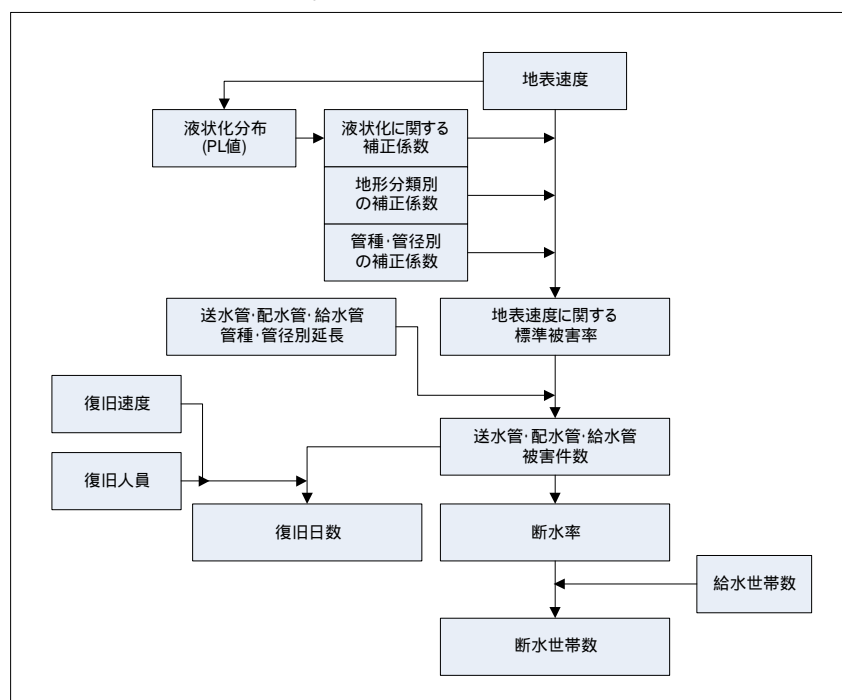 地表速度
液状化分布
(PL値)
液状化に関する
補正係数
地形分類別
の補正係数
管種・管径別
の補正係数
送水管・配水管・給水管
管種・管径別延長
地表速度に関する
標準被害率
復旧速度
送水管・配水管・給水管
被害件数
復旧人員
復旧日数
断水率
給水世帯数
断水世帯数